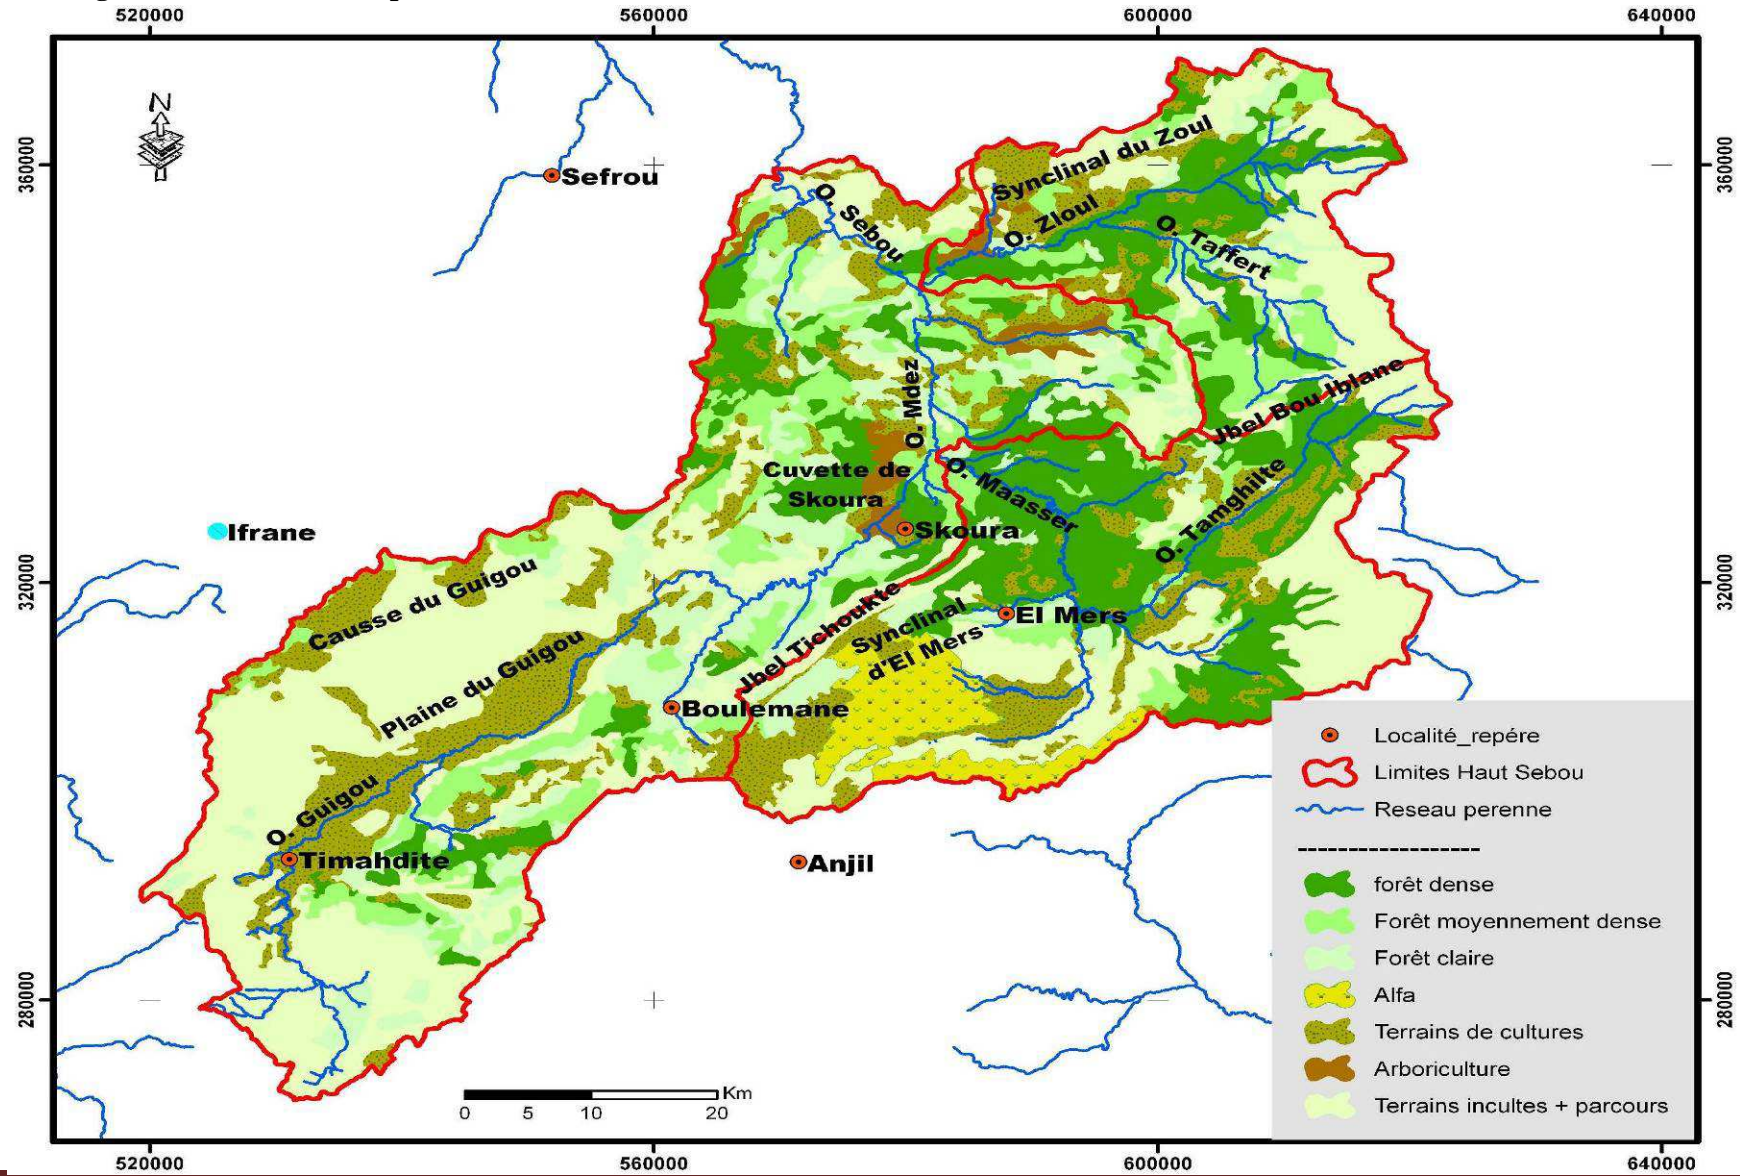 520000
560000
600000
640000
360000
360000
N
Sefrou
Synclinal du Zoul
O. Sebou
O. Zloul
O. Taffert
O. Mdez
Jbel Bou Iblane
Cuvette de
Skoura
O. Maasser
Skoura
O. Tamghilte
Ifrane
320000
320000
Causse du Guigou
Plaine du Guigou
Jbel Tichoukte
Synclinal
d'El Mers
El Mers
Boulemane
O. Guigou
Timahdite
Anjil
280000
280000
Localité_repére
Limites Haut Sebou
Reseau perenne
------------------
forêt dense
Forêt moyennement dense
Forêt claire
Alfa
Terrains de cultures
Arboriculture
Terrains incultes + parcours
Km
0 5 10 20
520000
560000
600000
640000